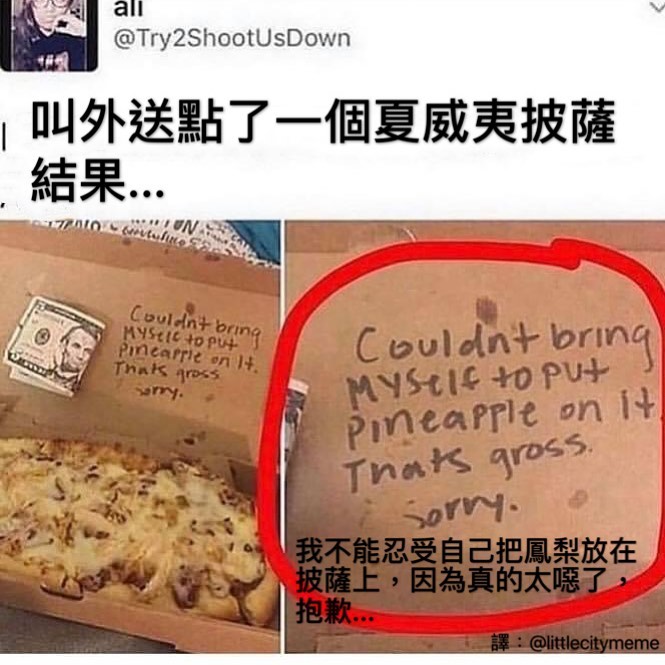 ali
@Try2ShootUsDown
叫外送點了一個夏威夷披薩
結果...
Couldn't bring
MYSELF to PUT
Pineapple on it.
Thats gross
sorry.
Couldn't bring
MYSELF to PUT
Pineapple on it
Thats gross.
sorry.
我不能忍受自己把鳳梨放在
披薩上，因為真的太噁了，
抱歉...
譯：@littlecitymeme